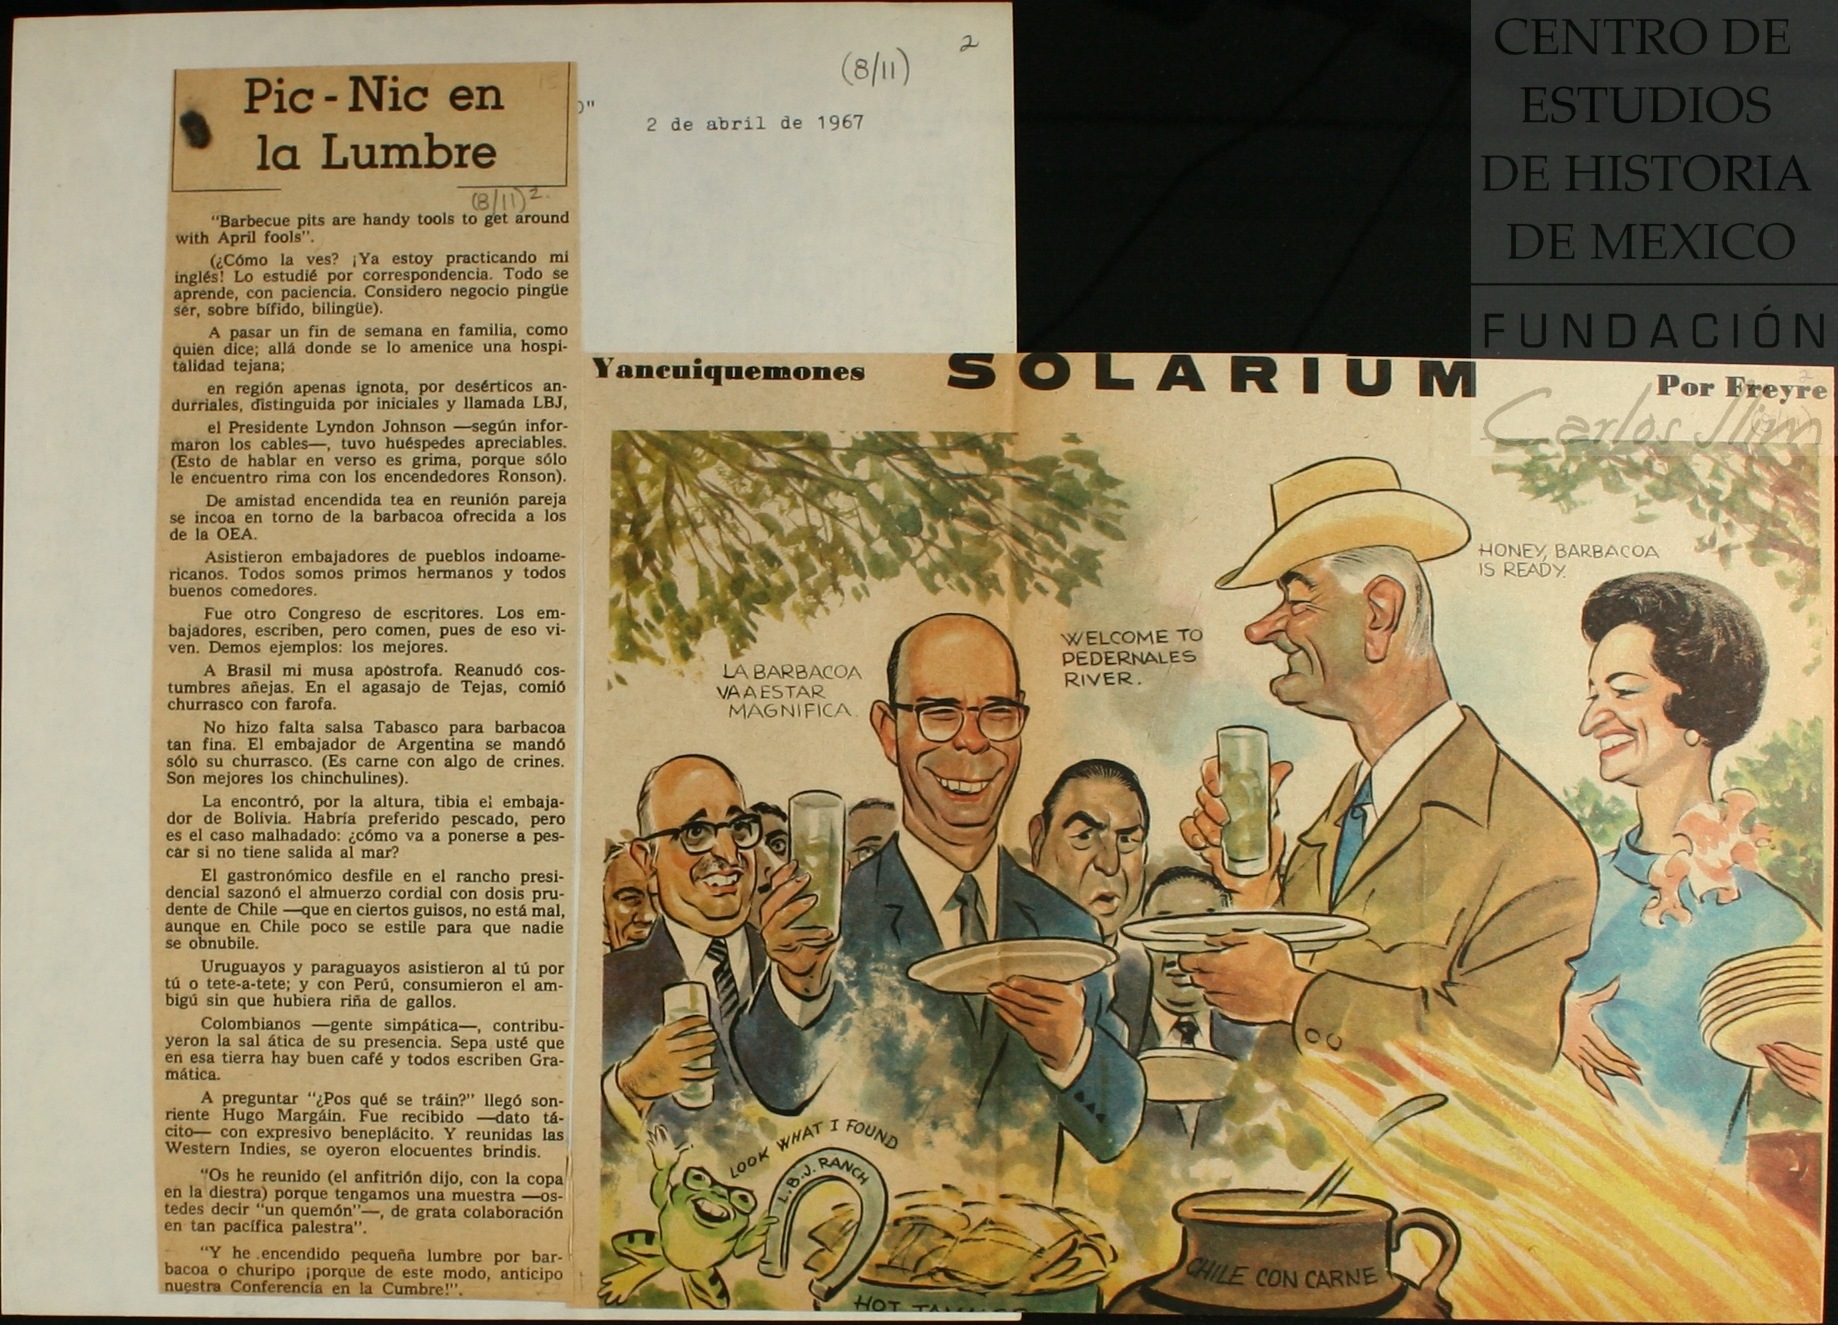 2
(8/11)
2 de abril de 1967
Pic - Nic en
la Lumbre
(8/11) 2.
"Barbecue pits are handy tools to get around
with April fools".
(¿Cómo la ves? ¡Ya estoy practicando mi
inglés! Lo estudié por correspondencia. Todo se
aprende, con paciencia. Considero negocio pingüe
ser, sobre bífido, bilingüe).
A pasar un fin de semana en familia, como
quien dice; allá donde se lo amenice una hospi-
talidad tejana;
en región apenas ignota, por desérticos an-
durriales, distinguida por iniciales y llamada LBJ,
el Presidente Lyndon Johnson —según infor-
maron los cables—, tuvo huéspedes apreciables.
(Esto de hablar en verso es grima, porque sólo
le encuentro rima con los encendedores Ronson).
De amistad encendida tea en reunión pareja
se incoa en torno de la barbacoa ofrecida a los
de la OEA.
Asistieron embajadores de pueblos indoame-
ricanos. Todos somos primos hermanos y todos
buenos comedores.
Fue otro Congreso de escritores. Los em-
bajadores, escriben, pero comen, pues de eso vi-
ven. Demos ejemplos: los mejores.
A Brasil mi musa apostrofa. Reanudó cos-
tumbres añejas. En el agasajo de Tejas, comió
churrasco con farofa.
No hizo falta salsa Tabasco para barbacoa
tan fina. El embajador de Argentina se mandó
sólo su churrasco. (Es carne con algo de crines.
Son mejores los chinchulines).
La encontró, por la altura, tibia el embaja-
dor de Bolivia. Habría preferido pescado, pero
es el caso malhadado: ¿cómo va a ponerse a pes-
car si no tiene salida al mar?
El gastronómico desfile en el rancho presi-
dencial sazonó el almuerzo cordial con dosis pru-
dente de Chile —que en ciertos guisos, no está mal,
aunque en Chile poco se estile para que nadie
se obnubile.
Uruguayos y paraguayos asistieron al tú por
tú o tete-a-tete; y con Perú, consumieron el am-
bigú sin que hubiera riña de gallos.
Colombianos —gente simpática—, contribu-
yeron la sal ática de su presencia. Sepa usté que
en esa tierra hay buen café y todos escriben Gra-
mática.
A preguntar "¿Pos qué se tráin?" llegó son-
riente Hugo Margáin. Fue recibido —dato tá-
cito— con expresivo beneplácito. Y reunidas las
Western Indies, se oyeron elocuentes brindis.
"Os he reunido (el anfitrión dijo, con la copa
en la diestra) porque tengamos una muestra —os-
tedes decir "un quemón"—, de grata colaboración
en tan pacífica palestra".
"Y he encendido pequeña lumbre por bar-
bacoa o churipo ¡porque de este modo, anticipo
nuestra Conferencia en la Cumbre!".
Yancuiquemones
SOLARIUM
Por Freyre
HONEY, BARBACOA
IS READY.
WELCOME TO
PEDERNALES
RIVER.
LA BARBACOA
VA A ESTAR
MAGNIFICA.
LOOK WHAT I FOUND
L.B.J. RANCH
CHILE CON CARNE
CENTRO DE
ESTUDIOS
DE HISTORIA
DE MEXICO
FUNDACIÓN
Carlos Slim